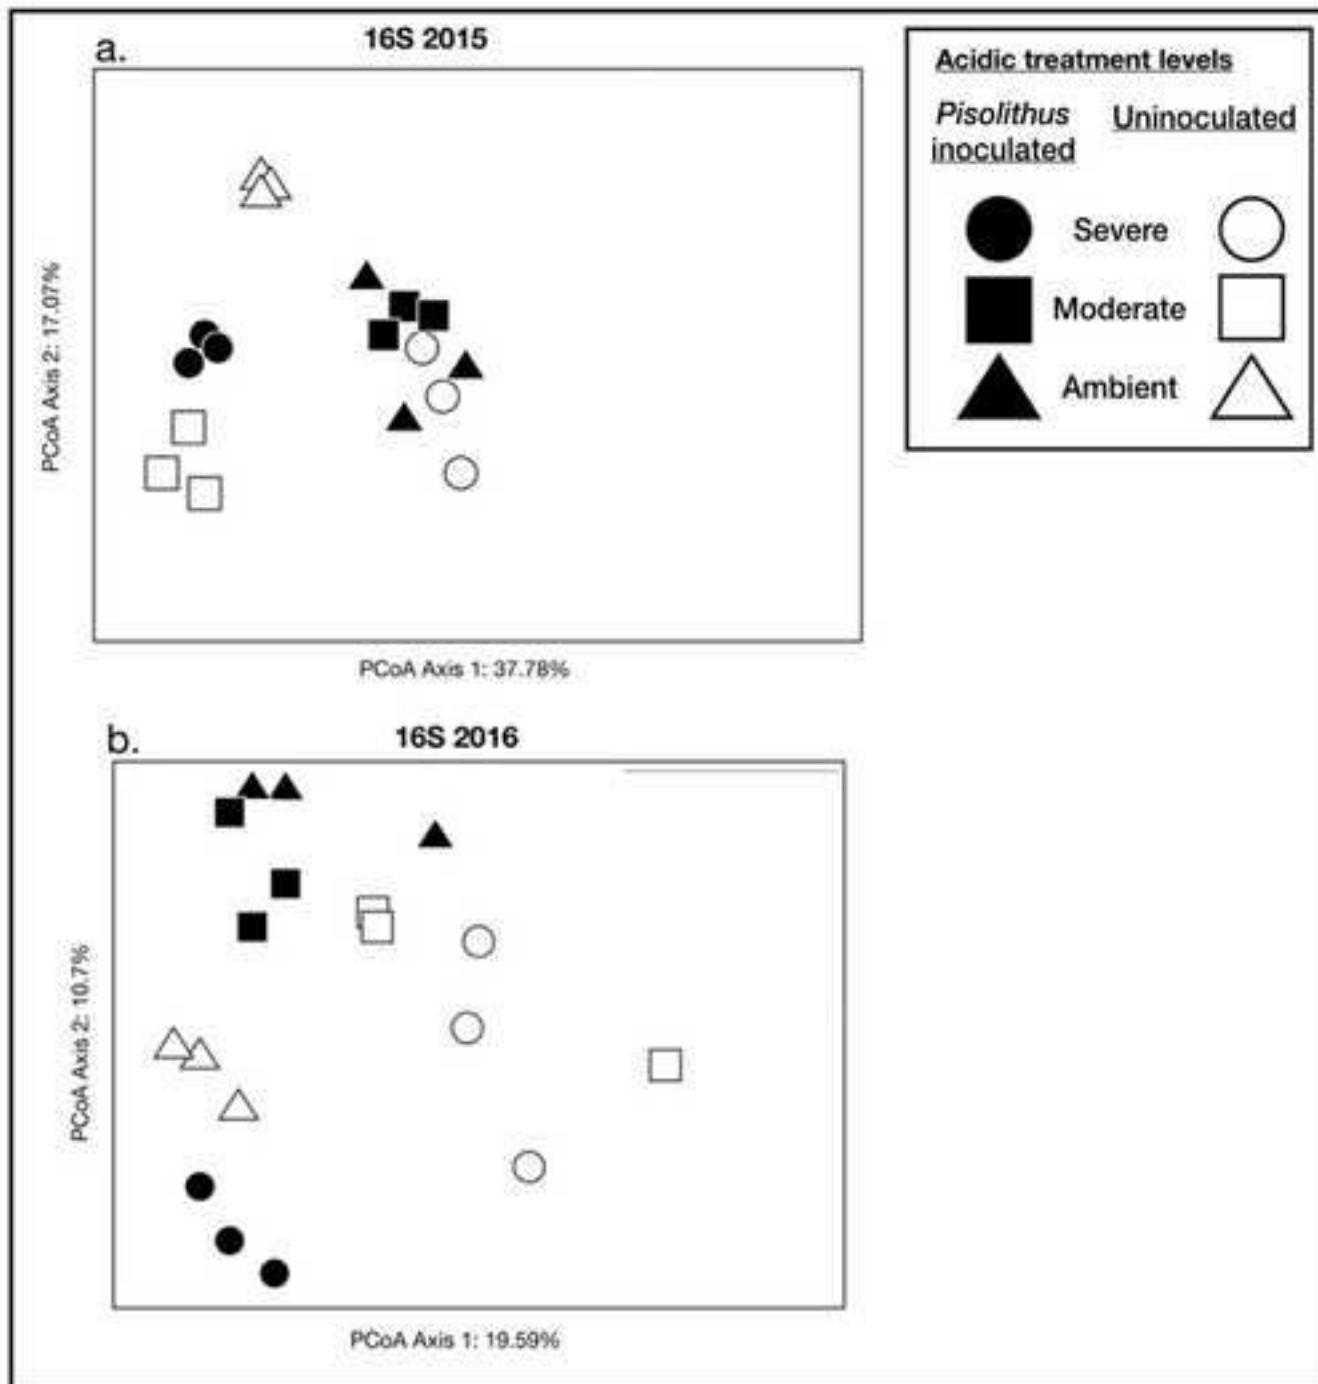 a.
16S 2015
PCoA Axis 2: 17.07%
PCoA Axis 1: 37.78%
Acidic treatment levels
Pisolithus
inoculated
Uninoculated
Severe
Moderate
Ambient
b.
16S 2016
PCoA Axis 2: 10.7%
PCoA Axis 1: 19.59%